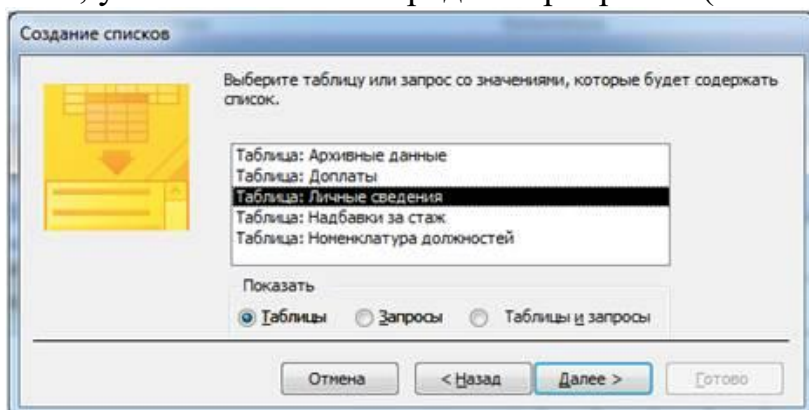 Создание списков
Выберите таблицу или запрос со значениями, которые будет содержать
список.
Таблица: Архивные данные
Таблица: Доплаты
Таблица: Личные сведения
Таблица: Надбавки за стаж
Таблица: Номенклатура должностей
Показать
Таблицы Запросы Таблицы и запросы
Отмена < Назад Далее > Готово